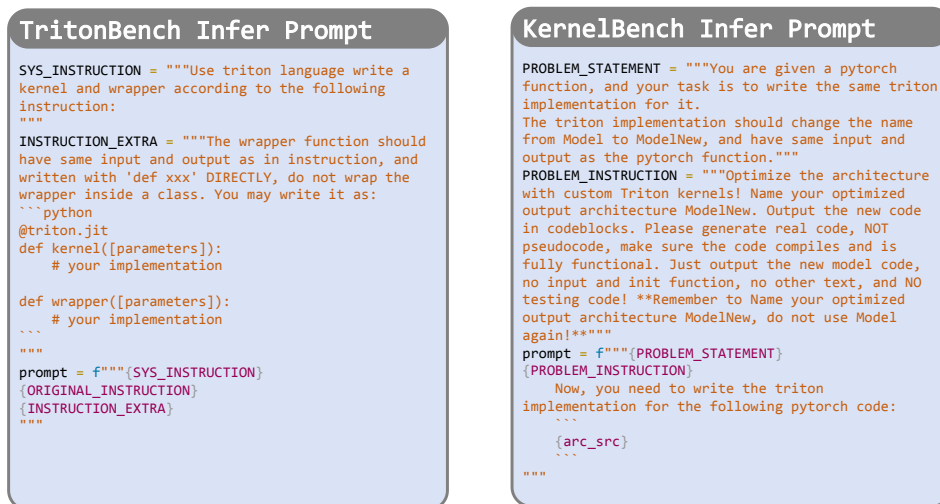 TritonBench Infer Prompt
SYS_INSTRUCTION = """Use triton language write a
kernel and wrapper according to the following
instruction:
"""
INSTRUCTION_EXTRA = """The wrapper function should
have same input and output as in instruction, and
written with 'def xxx' DIRECTLY, do not wrap the
wrapper inside a class. You may write it as:
```python
@triton.jit
def kernel([parameters]):
    # your implementation

def wrapper([parameters]):
    # your implementation
```
"""
prompt = f"""{SYS_INSTRUCTION}
{ORIGINAL_INSTRUCTION}
{INSTRUCTION_EXTRA}
"""
KernelBench Infer Prompt
PROBLEM_STATEMENT = """You are given a pytorch
function, and your task is to write the same triton
implementation for it.
The triton implementation should change the name
from Model to ModelNew, and have same input and
output as the pytorch function."""
PROBLEM_INSTRUCTION = """Optimize the architecture
with custom Triton kernels! Name your optimized
output architecture ModelNew. Output the new code
in codeblocks. Please generate real code, NOT
pseudocode, make sure the code compiles and is
fully functional. Just output the new model code,
no input and init function, no other text, and NO
testing code! **Remember to Name your optimized
output architecture ModelNew, do not use Model
again!**"""
prompt = f"""{PROBLEM_STATEMENT}
{PROBLEM_INSTRUCTION}
    Now, you need to write the triton
implementation for the following pytorch code:
    ```
    {arc_src}
    ```
"""